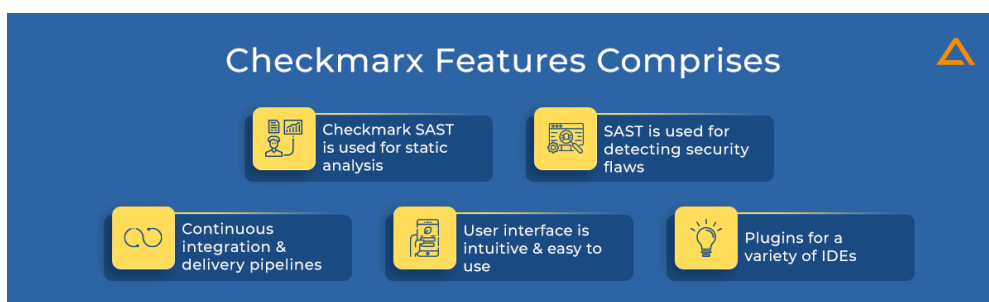 Checkmarx Features Comprises
Checkmark SAST
is used for static
analysis
SAST is used for
detecting security
flaws
Continuous
integration &
delivery pipelines
User interface is
intuitive & easy to
use
Plugins for a
variety of IDEs